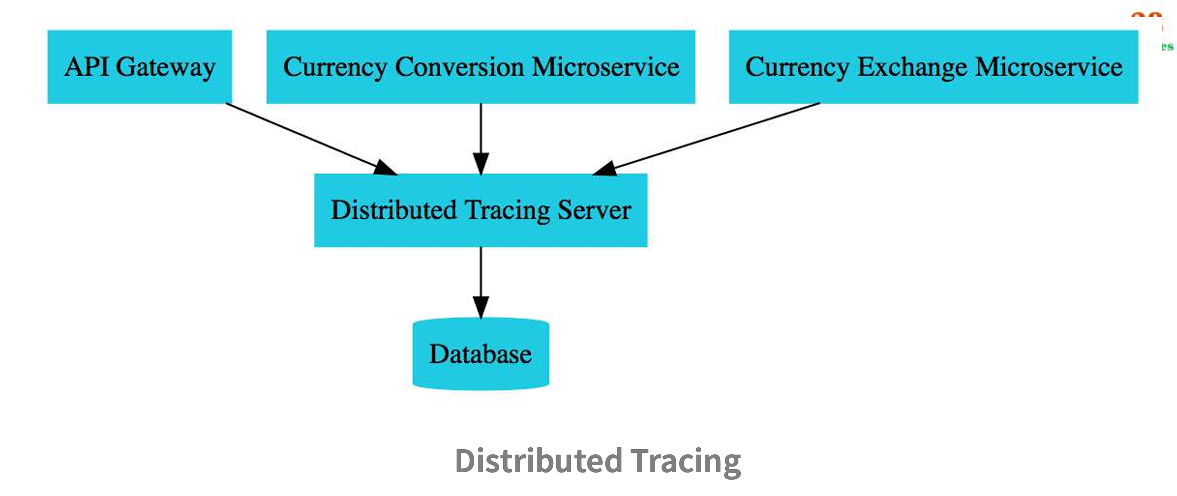 API Gateway
Currency Conversion Microservice
Currency Exchange Microservice
Distributed Tracing Server
Database
Distributed Tracing